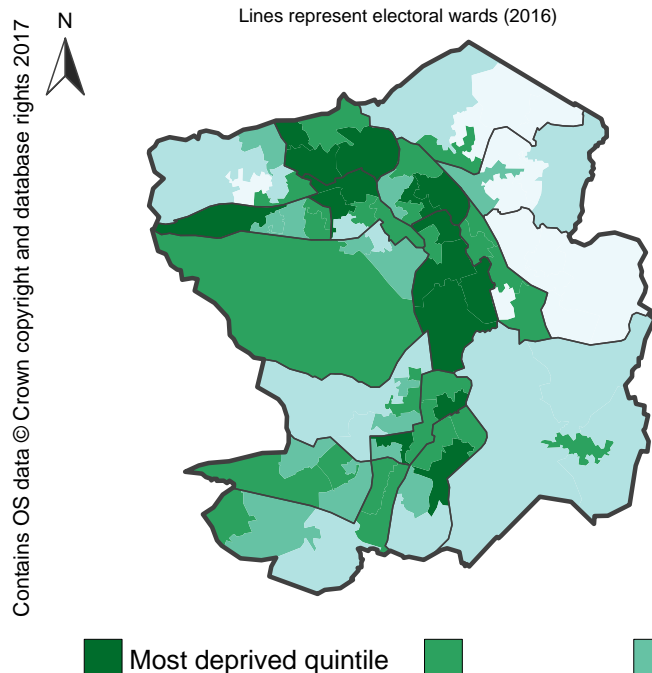 Lines represent electoral wards (2016)
N
Contains OS data © Crown copyright and database rights 2017
Most deprived quintile